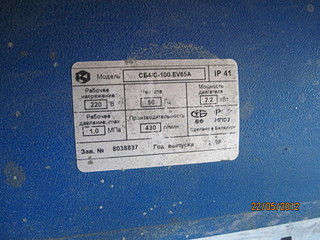 Модель СБ4/С-100.EV65А IP 41
Рабочее напряжение Частота Мощность двигателя
220 В 50 Гц 2.2 кВт
Рабочее давление, max Производительность
1.0 МПа 430 л/мин
Сделано в Беларуси
Зав. № 8038837 Год выпуска
22/05/2012